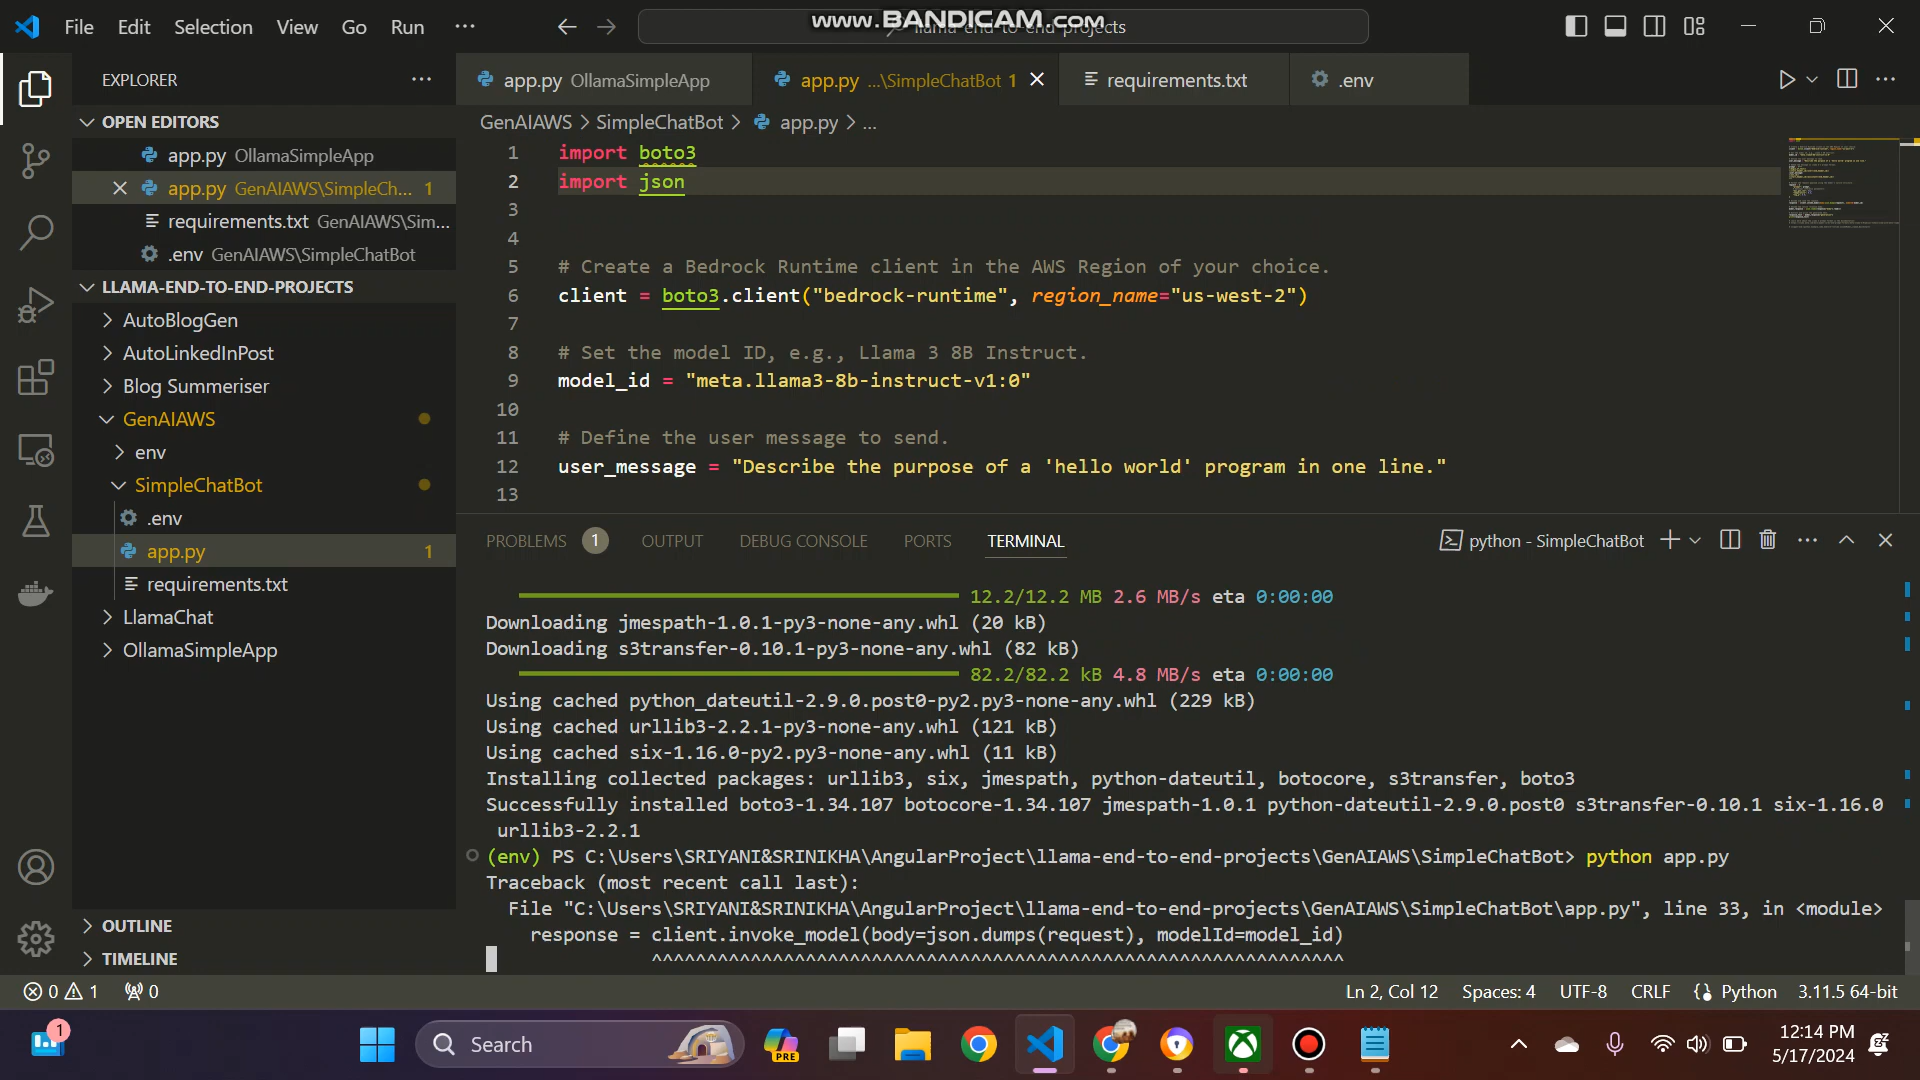 File Edit Selection View Go Run ···
www.BANDICAM.com
llama-end-to-end-projects
EXPLORER
app.py OllamaSimpleApp
app.py ...\SimpleChatBot 1
requirements.txt
.env
OPEN EDITORS
app.py OllamaSimpleApp
app.py GenAIAWS\SimpleCh... 1
requirements.txt GenAIAWS\Sim...
.env GenAIAWS\SimpleChatBot
LLAMA-END-TO-END-PROJECTS
AutoBlogGen
AutoLinkedInPost
Blog Summeriser
GenAIAWS
env
SimpleChatBot
.env
app.py 1
requirements.txt
LlamaChat
OllamaSimpleApp
OUTLINE
TIMELINE
GenAIAWS > SimpleChatBot > app.py > ...
1 import boto3
2 import json
3
4
5 # Create a Bedrock Runtime client in the AWS Region of your choice.
6 client = boto3.client("bedrock-runtime", region_name="us-west-2")
7
8 # Set the model ID, e.g., Llama 3 8B Instruct.
9 model_id = "meta.llama3-8b-instruct-v1:0"
10
11 # Define the user message to send.
12 user_message = "Describe the purpose of a 'hello world' program in one line."
13
PROBLEMS 1 OUTPUT DEBUG CONSOLE PORTS TERMINAL
python - SimpleChatBot
12.2/12.2 MB 2.6 MB/s eta 0:00:00
Downloading jmespath-1.0.1-py3-none-any.whl (20 kB)
Downloading s3transfer-0.10.1-py3-none-any.whl (82 kB)
82.2/82.2 kB 4.8 MB/s eta 0:00:00
Using cached python_dateutil-2.9.0.post0-py2.py3-none-any.whl (229 kB)
Using cached urllib3-2.2.1-py3-none-any.whl (121 kB)
Using cached six-1.16.0-py2.py3-none-any.whl (11 kB)
Installing collected packages: urllib3, six, jmespath, python-dateutil, botocore, s3transfer, boto3
Successfully installed boto3-1.34.107 botocore-1.34.107 jmespath-1.0.1 python-dateutil-2.9.0.post0 s3transfer-0.10.1 six-1.16.0
urllib3-2.2.1
(env) PS C:\Users\SRIYANI&SRINIKHA\AngularProject\llama-end-to-end-projects\GenAIAWS\SimpleChatBot> python app.py
Traceback (most recent call last):
File "C:\Users\SRIYANI&SRINIKHA\AngularProject\llama-end-to-end-projects\GenAIAWS\SimpleChatBot\app.py", line 33, in <module>
response = client.invoke_model(body=json.dumps(request), modelId=model_id)
^^^^^^^^^^^^^^^^^^^^^^^^^^^^^^^^^^^^^^^^^^^^^^^^^^^^^^^^^^^^^^^
0 1 0
Ln 2, Col 12 Spaces: 4 UTF-8 CRLF Python 3.11.5 64-bit
1
Search
PRE
12:14 PM
5/17/2024